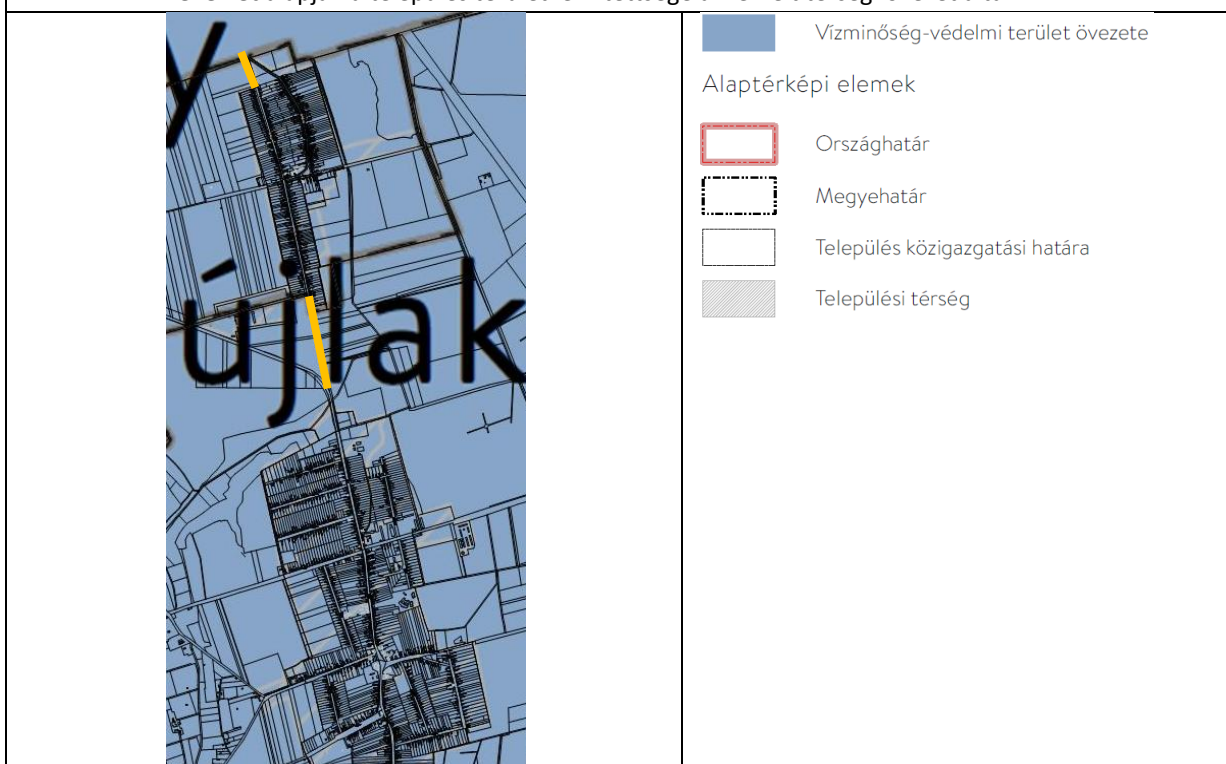 Vízminőség-védelmi terület övezete
Alaptérképi elemek
Országhatár
Megyehatár
Település közigazgatási határa
Települési térség
y
újlak